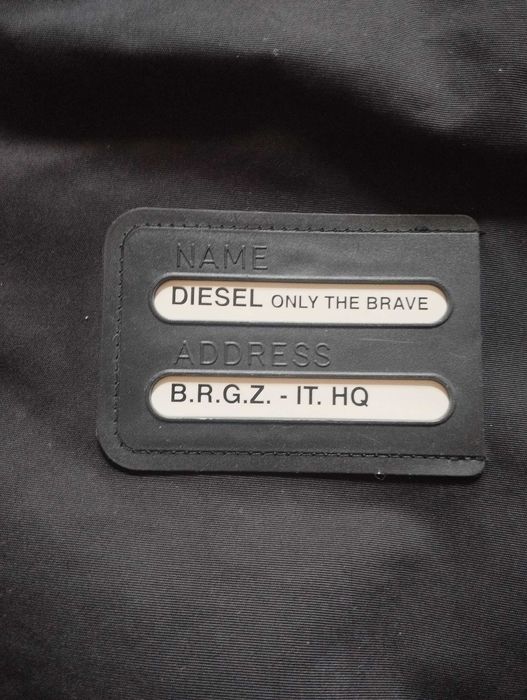 NAME
DIESEL ONLY THE BRAVE
ADDRESS
B.R.G.Z. - IT. HQ